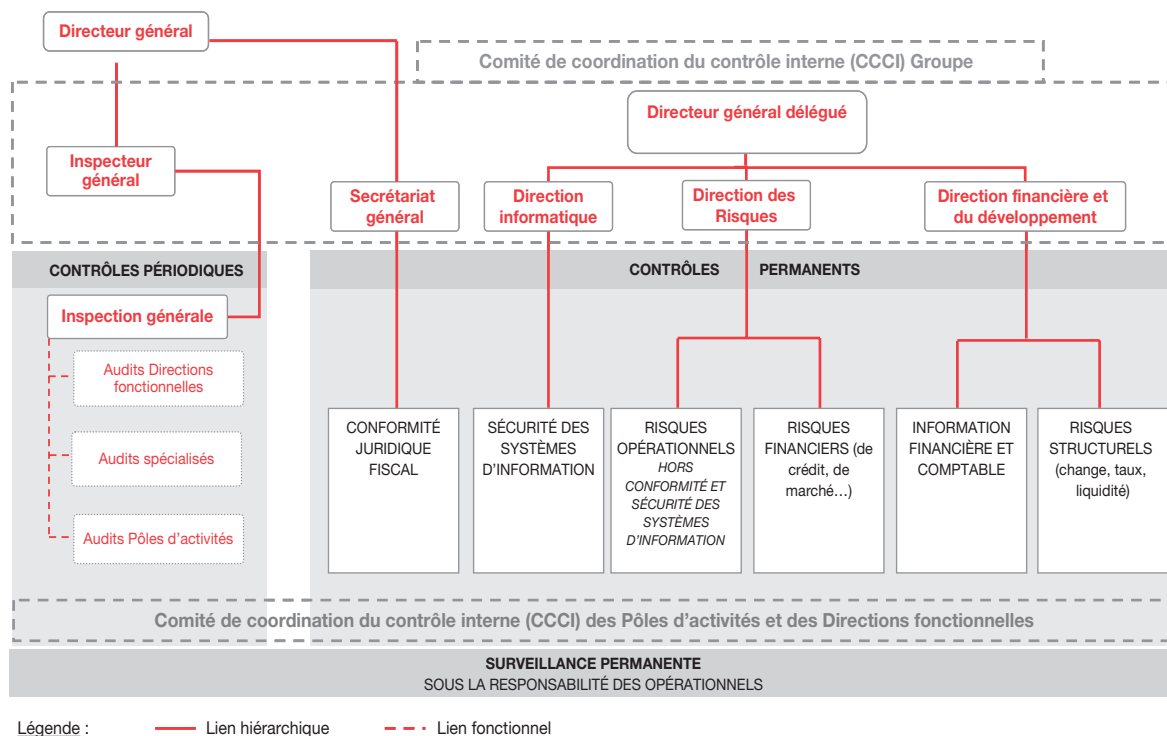 Directeur général
Comité de coordination du contrôle interne (CCCI) Groupe
Directeur général délégué
Inspecteur
général
Secrétariat
général
Direction
informatique
Direction des
Risques
Direction financière et
du développement
CONTRÔLES PÉRIODIQUES
CONTRÔLES PERMANENTS
Inspection générale
Audits Directions
fonctionnelles
Audits spécialisés
Audits Pôles d'activités
CONFORMITÉ
JURIDIQUE
FISCAL
SÉCURITÉ DES
SYSTÈMES
D'INFORMATION
RISQUES
OPÉRATIONNELS
HORS
CONFORMITÉ ET
SÉCURITÉ DES
SYSTÈMES
D'INFORMATION
RISQUES
FINANCIERS (de
crédit, de
marché…)
INFORMATION
FINANCIÈRE ET
COMPTABLE
RISQUES
STRUCTURELS
(change, taux,
liquidité)
Comité de coordination du contrôle interne (CCCI) des Pôles d'activités et des Directions fonctionnelles
SURVEILLANCE PERMANENTE
SOUS LA RESPONSABILITÉ DES OPÉRATIONNELS
Légende : Lien hiérarchique Lien fonctionnel